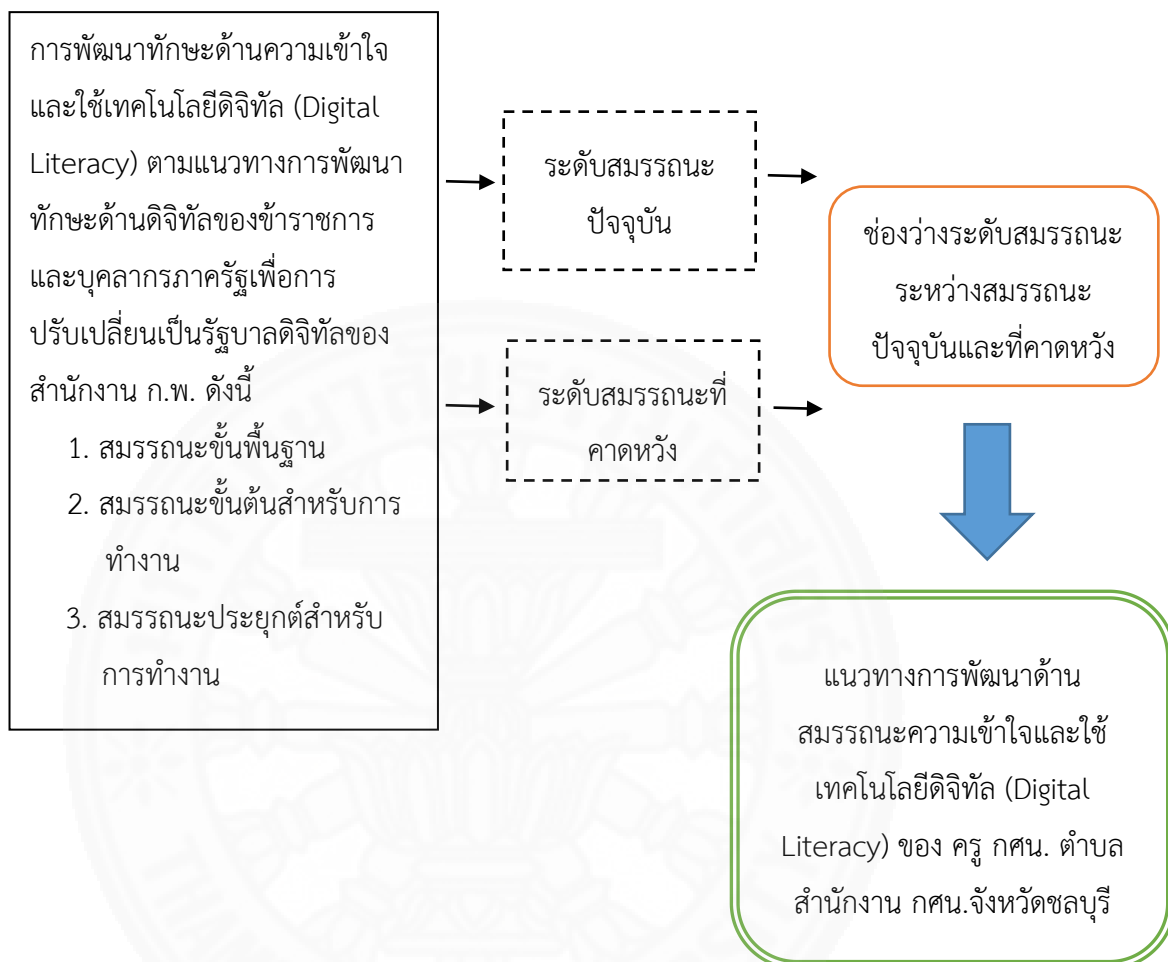 การพัฒนาทักษะด้านความเข้าใจ
และใช้เทคโนโลยีดิจิทัล (Digital
Literacy) ตามแนวทางการพัฒนา
ทักษะด้านดิจิทัลของข้าราชการ
และบุคลากรภาครัฐเพื่อการ
ปรับเปลี่ยนเป็นรัฐบาลดิจิทัลของ
สำนักงาน ก.พ. ดังนี้
1. สมรรถนะขั้นพื้นฐาน
2. สมรรถนะขั้นต้นสำหรับการ
ทำงาน
3. สมรรถนะประยุกต์สำหรับ
การทำงาน
ระดับสมรรถนะ
ปัจจุบัน
ระดับสมรรถนะที่
คาดหวัง
ช่องว่างระดับสมรรถนะ
ระหว่างสมรรถนะ
ปัจจุบันและที่คาดหวัง
แนวทางการพัฒนาด้าน
สมรรถนะความเข้าใจและใช้
เทคโนโลยีดิจิทัล (Digital
Literacy) ของ ครู กศน. ตำบล
สำนักงาน กศน.จังหวัดชลบุรี